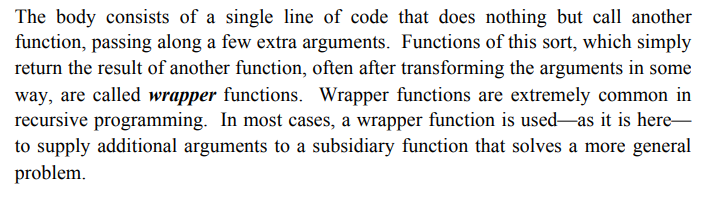 The body consists of a single line of code that does nothing but call another
function, passing along a few extra arguments.  Functions of this sort, which simply
return the result of another function, often after transforming the arguments in some
way, are called wrapper functions.  Wrapper functions are extremely common in
recursive programming.  In most cases, a wrapper function is used—as it is here—
to supply additional arguments to a subsidiary function that solves a more general
problem.